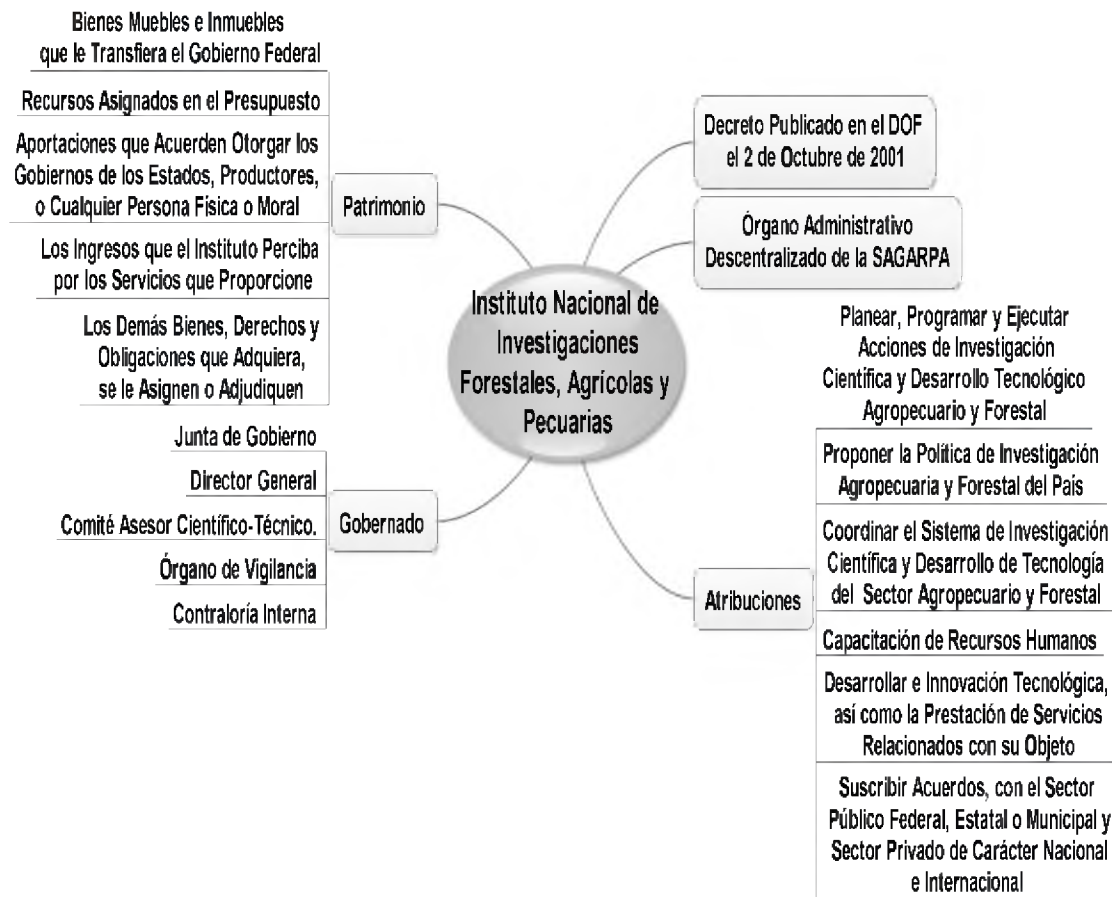 Instituto Nacional de
Investigaciones
Forestales, Agrícolas y
Pecuarias
Decreto Publicado en el DOF
el 2 de Octubre de 2001
Órgano Administrativo
Descentralizado de la SAGARPA
Patrimonio
Bienes Muebles e Inmuebles
que le Transfiera el Gobierno Federal
Recursos Asignados en el Presupuesto
Aportaciones que Acuerden Otorgar los
Gobiernos de los Estados, Productores,
o Cualquier Persona Física o Moral
Los Ingresos que el Instituto Perciba
por los Servicios que Proporcione
Los Demás Bienes, Derechos y
Obligaciones que Adquiera,
se le Asignen o Adjudiquen
Gobernado
Junta de Gobierno
Director General
Comité Asesor Científico-Técnico.
Órgano de Vigilancia
Contraloría Interna
Atribuciones
Planear, Programar y Ejecutar
Acciones de Investigación
Científica y Desarrollo Tecnológico
Agropecuario y Forestal
Proponer la Política de Investigación
Agropecuaria y Forestal del País
Coordinar el Sistema de Investigación
Científica y Desarrollo de Tecnología
del Sector Agropecuario y Forestal
Capacitación de Recursos Humanos
Desarrollar e Innovación Tecnológica,
así como la Prestación de Servicios
Relacionados con su Objeto
Suscribir Acuerdos, con el Sector
Público Federal, Estatal o Municipal y
Sector Privado de Carácter Nacional
e Internacional